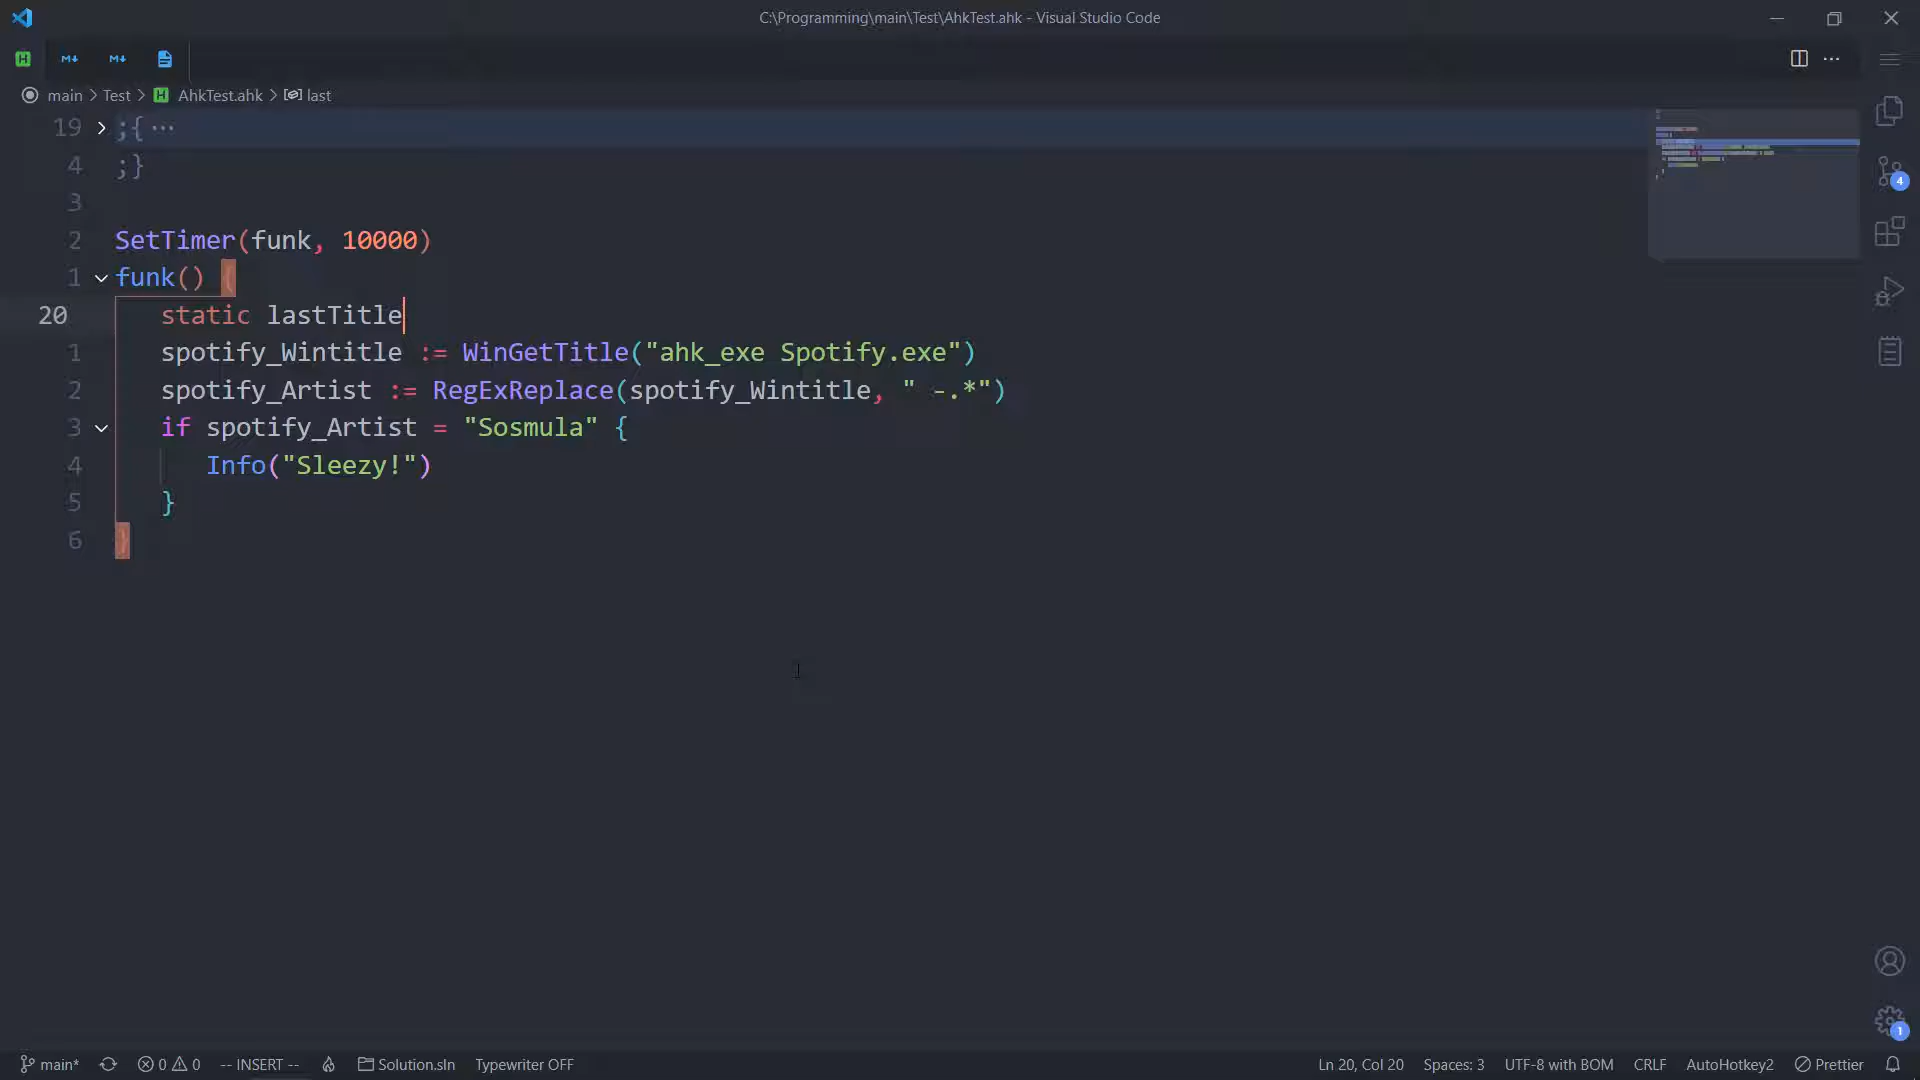 C:\Programming\main\Test\AhkTest.ahk - Visual Studio Code
main > Test > AhkTest.ahk > last
19 > ;{ ···
4 ;}
3
2 SetTimer(funk, 10000)
1 funk() {
20 static lastTitle
1 spotify_Wintitle := WinGetTitle("ahk_exe Spotify.exe")
2 spotify_Artist := RegExReplace(spotify_Wintitle, " -.*")
3 if spotify_Artist = "Sosmula" {
4 Info("Sleezy!")
5 }
6 }
4
1
main* 0 0 -- INSERT -- Solution.sln Typewriter OFF Ln 20, Col 20 Spaces: 3 UTF-8 with BOM CRLF AutoHotkey2 Prettier